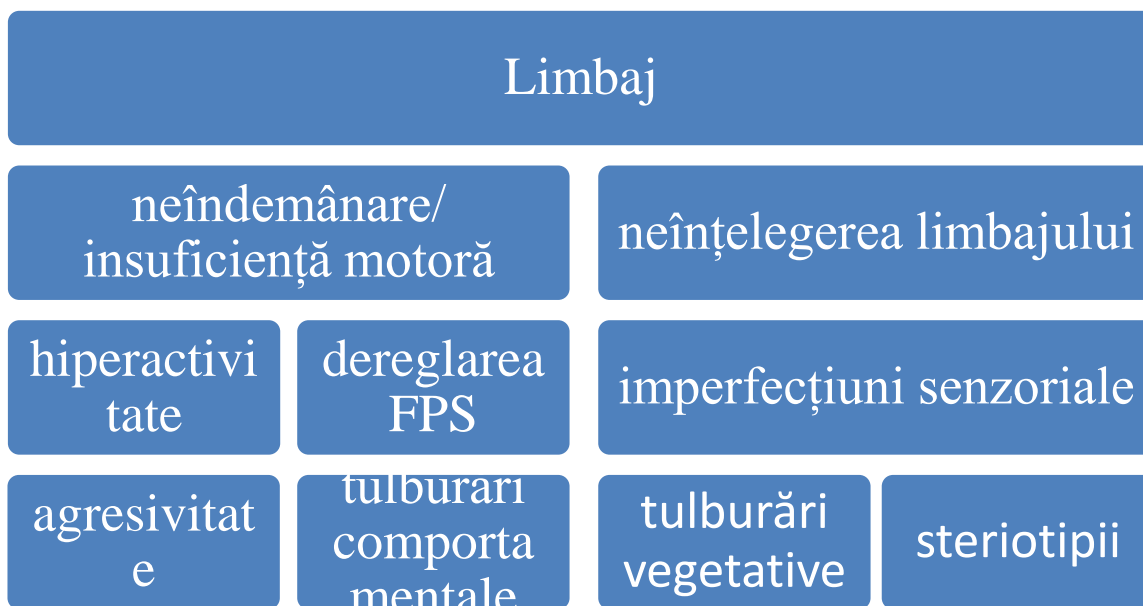 Limbaj
neîndemânare/
insuficiență motoră
neînțelegerea limbajului
hiperactivi
tate
dereglarea
FPS
imperfecțiuni senzoriale
agresivitat
e
tulburări
comporta
mentale
tulburări
vegetative
steriotipii